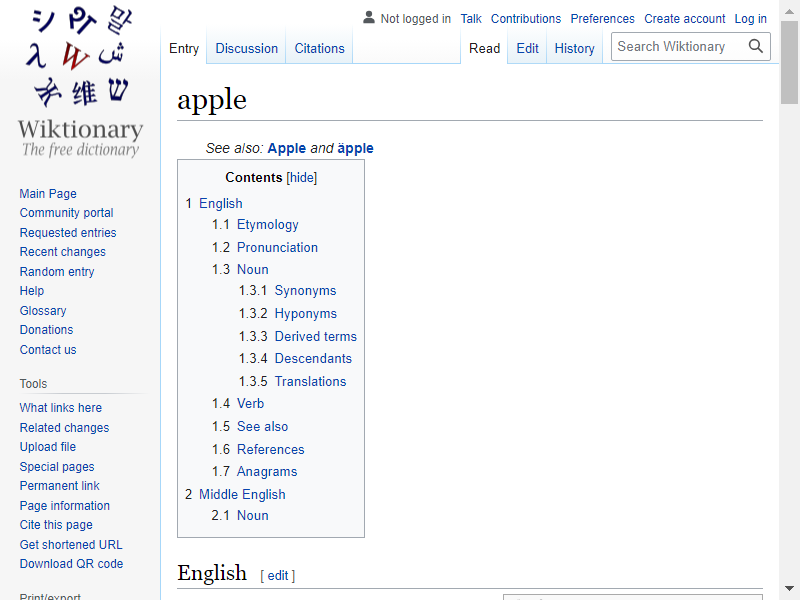 Not logged in Talk Contributions Preferences Create account Log in
Entry Discussion Citations Read Edit History Search Wiktionary
Wiktionary
The free dictionary
Main Page
Community portal
Requested entries
Recent changes
Random entry
Help
Glossary
Donations
Contact us
Tools
What links here
Related changes
Upload file
Special pages
Permanent link
Page information
Cite this page
Get shortened URL
Download QR code
Print/export
apple
See also: Apple and äpple
Contents [hide]
1 English
1.1 Etymology
1.2 Pronunciation
1.3 Noun
1.3.1 Synonyms
1.3.2 Hyponyms
1.3.3 Derived terms
1.3.4 Descendants
1.3.5 Translations
1.4 Verb
1.5 See also
1.6 References
1.7 Anagrams
2 Middle English
2.1 Noun
English [ edit ]